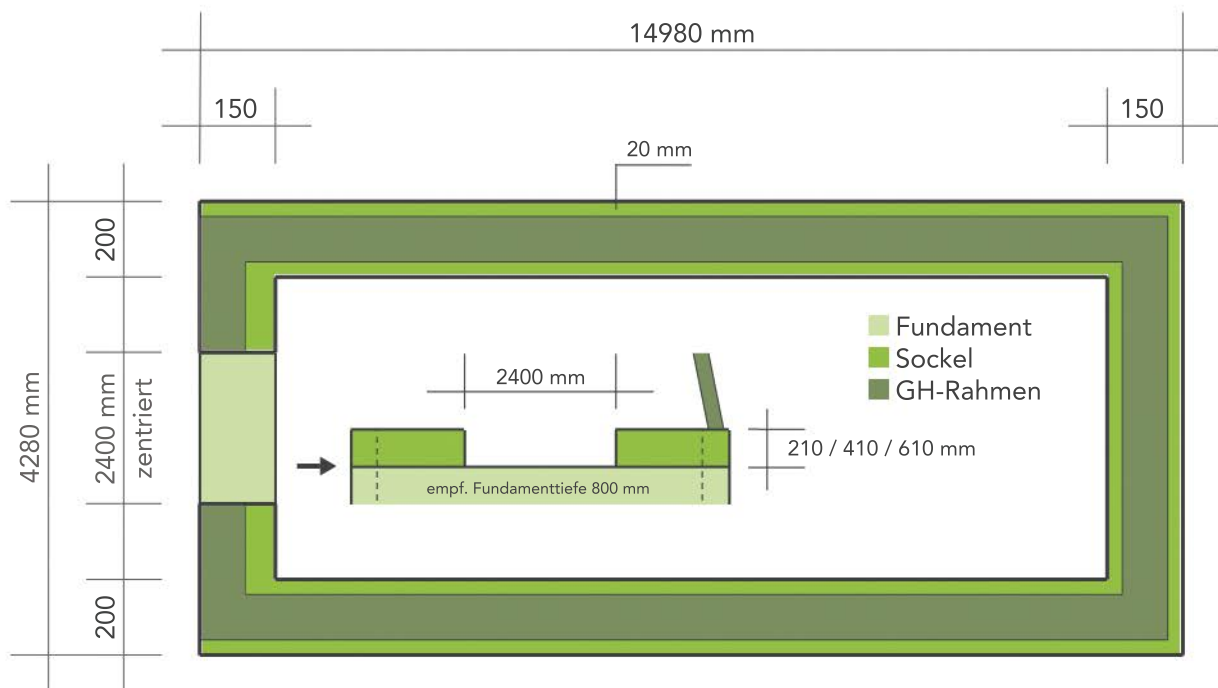 14980 mm
150
150
20 mm
200
4280 mm
2400 mm
zentriert
200
Fundament
Sockel
GH-Rahmen
2400 mm
210 / 410 / 610 mm
empf. Fundamenttiefe 800 mm